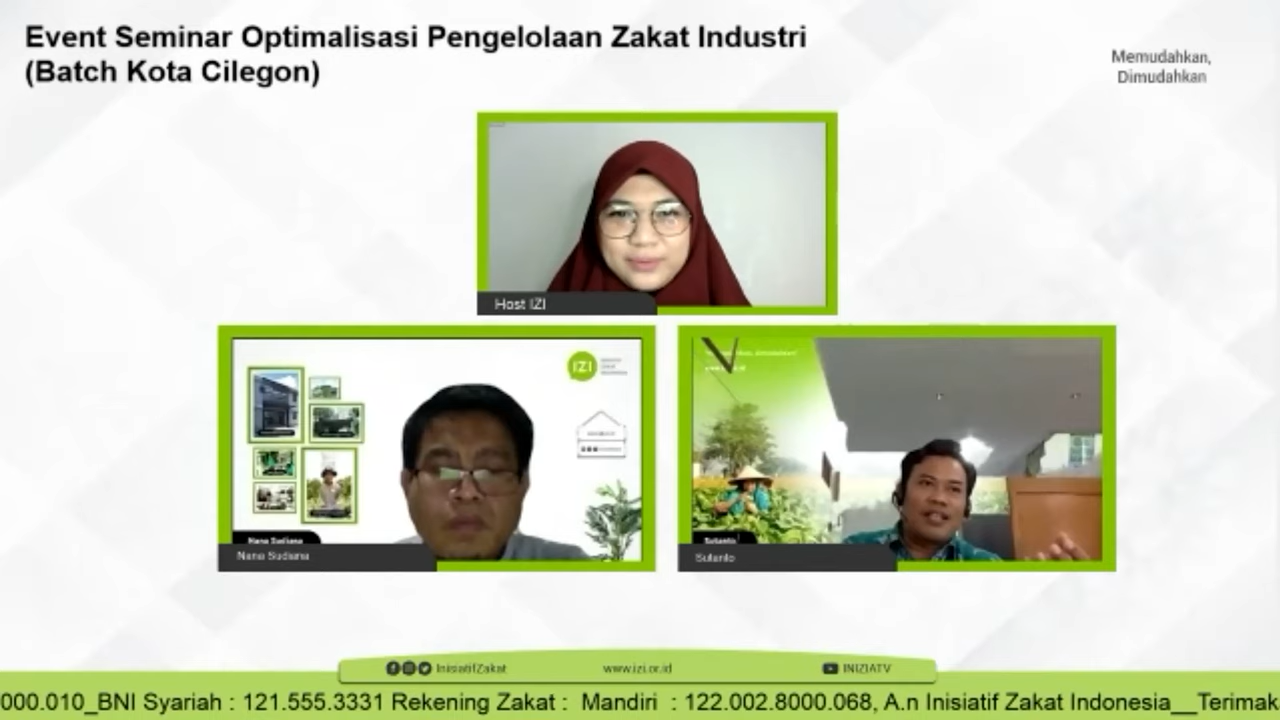 Event Seminar Optimalisasi Pengelolaan Zakat Industri
(Batch Kota Cilegon)
Memudahkan,
Dimudahkan
Host IZI
IZI
Nana Sudiana
Nana Sudiana
Sutanto
Sutanto
InisiatifZakat
www.izi.or.id
INIZIATV
000.010_BNI Syariah : 121.555.3331 Rekening Zakat : Mandiri : 122.002.8000.068, A.n Inisiatif Zakat Indonesia__Terimak